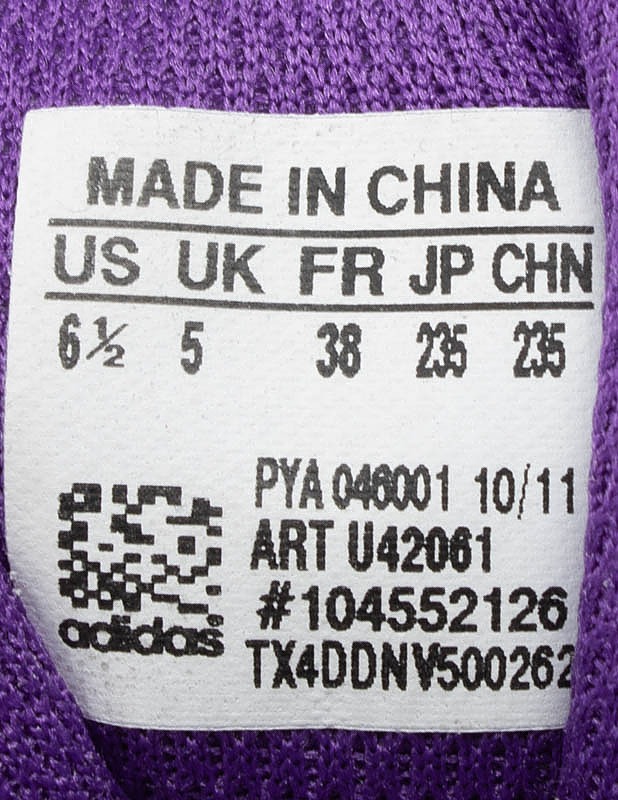 MADE IN CHINA
US UK FR JP CHN
6½ 5 38 235 235
PYA 046001 10/11
ART U42061
#104552126
adidas
TX4DDNV500262